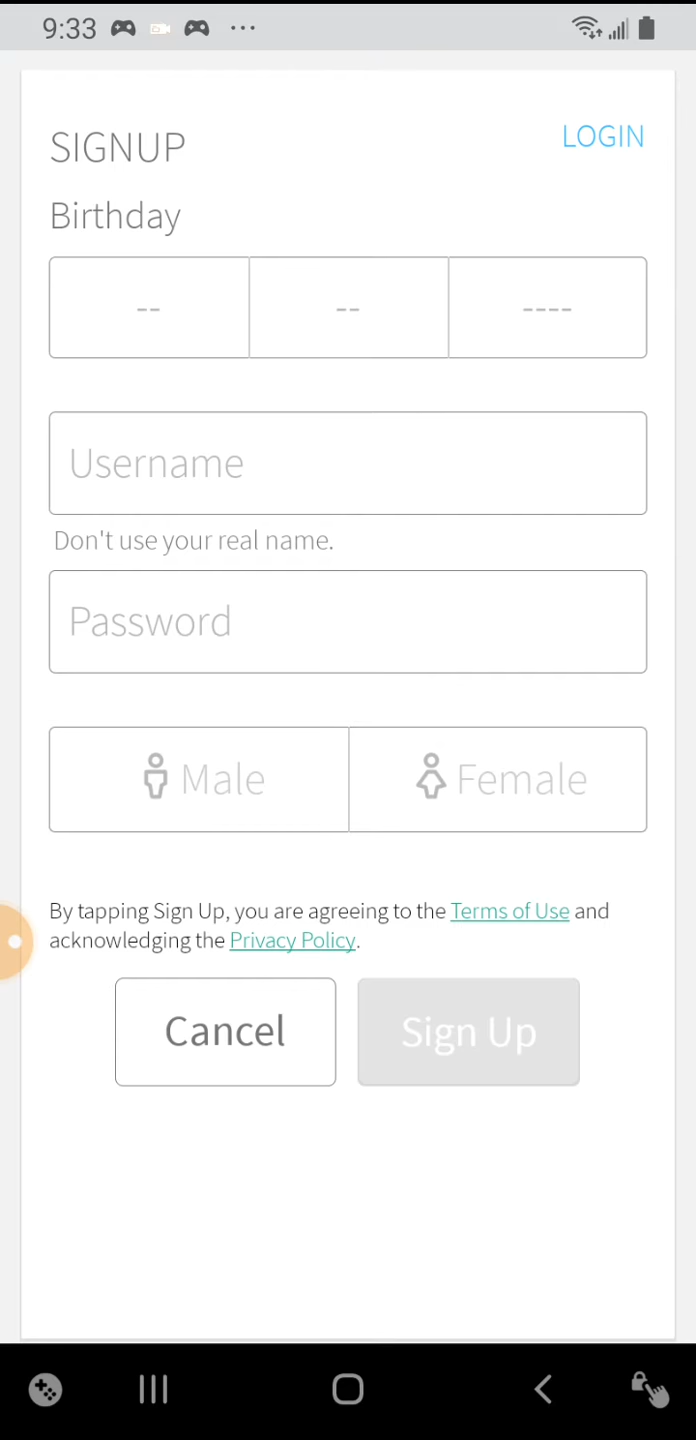 9:33
SIGNUP
LOGIN
Birthday
-- -- ----
Username
Don't use your real name.
Password
Male Female
By tapping Sign Up, you are agreeing to the Terms of Use and
acknowledging the Privacy Policy.
Cancel Sign Up